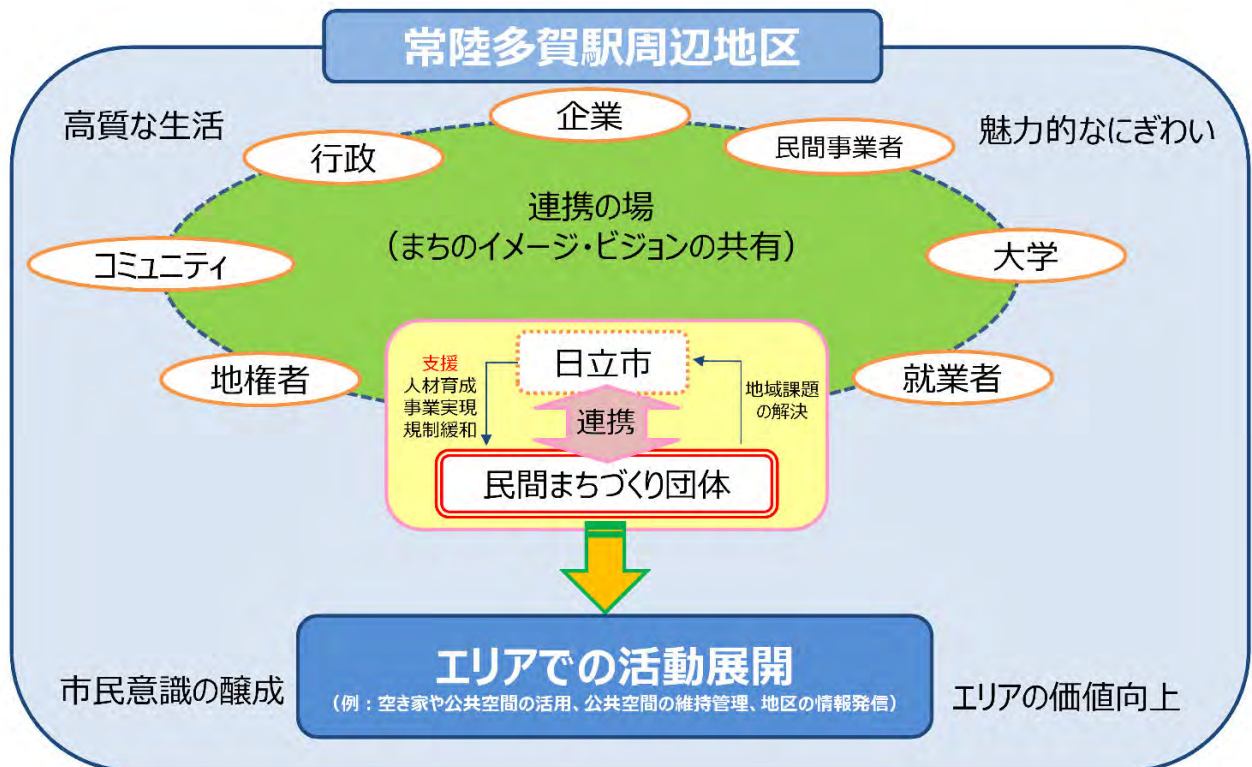 常陸多賀駅周辺地区
高質な生活
魅力的なにぎわい
企業
行政
民間事業者
コミュニティ
大学
地権者
就業者
連携の場
（まちのイメージ・ビジョンの共有）
日立市
支援
人材育成
事業実現
規制緩和
連携
地域課題
の解決
民間まちづくり団体
エリアでの活動展開
（例：空き家や公共空間の活用、公共空間の維持管理、地区の情報発信）
市民意識の醸成
エリアの価値向上